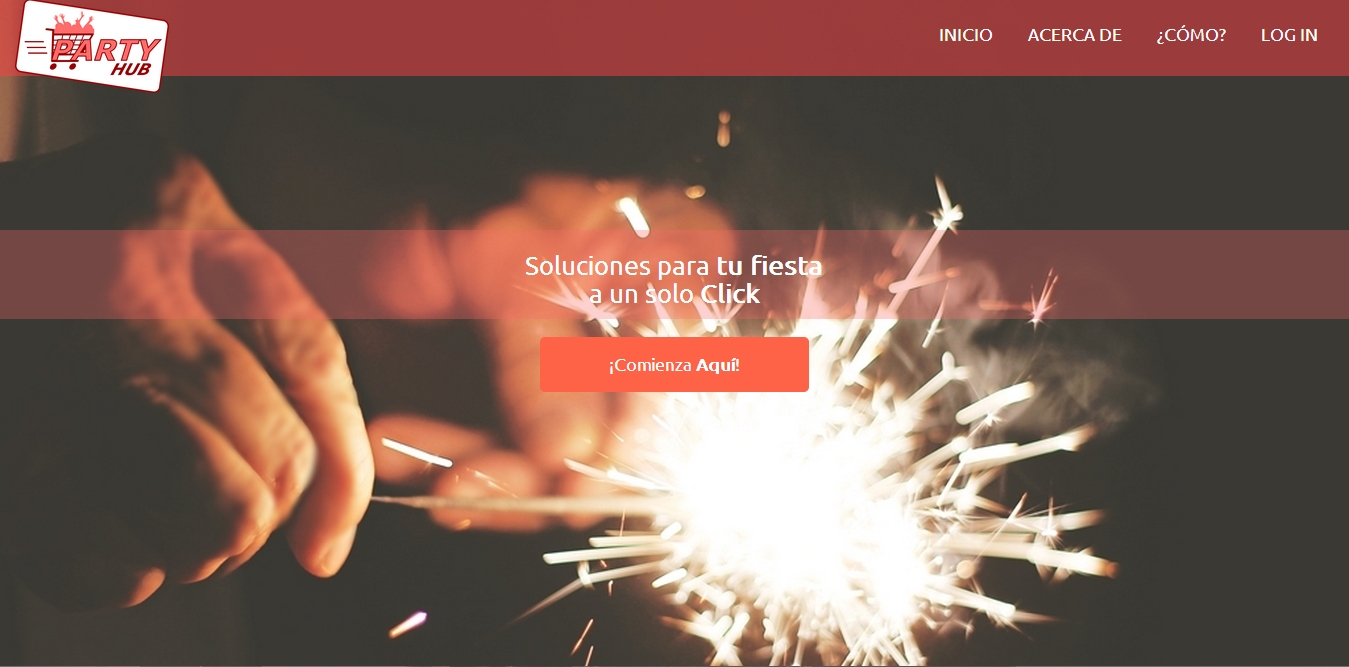 PARTY
HUB
INICIO
ACERCA DE
¿CÓMO?
LOG IN
Soluciones para tu fiesta
a un solo Click
¡Comienza Aquí!